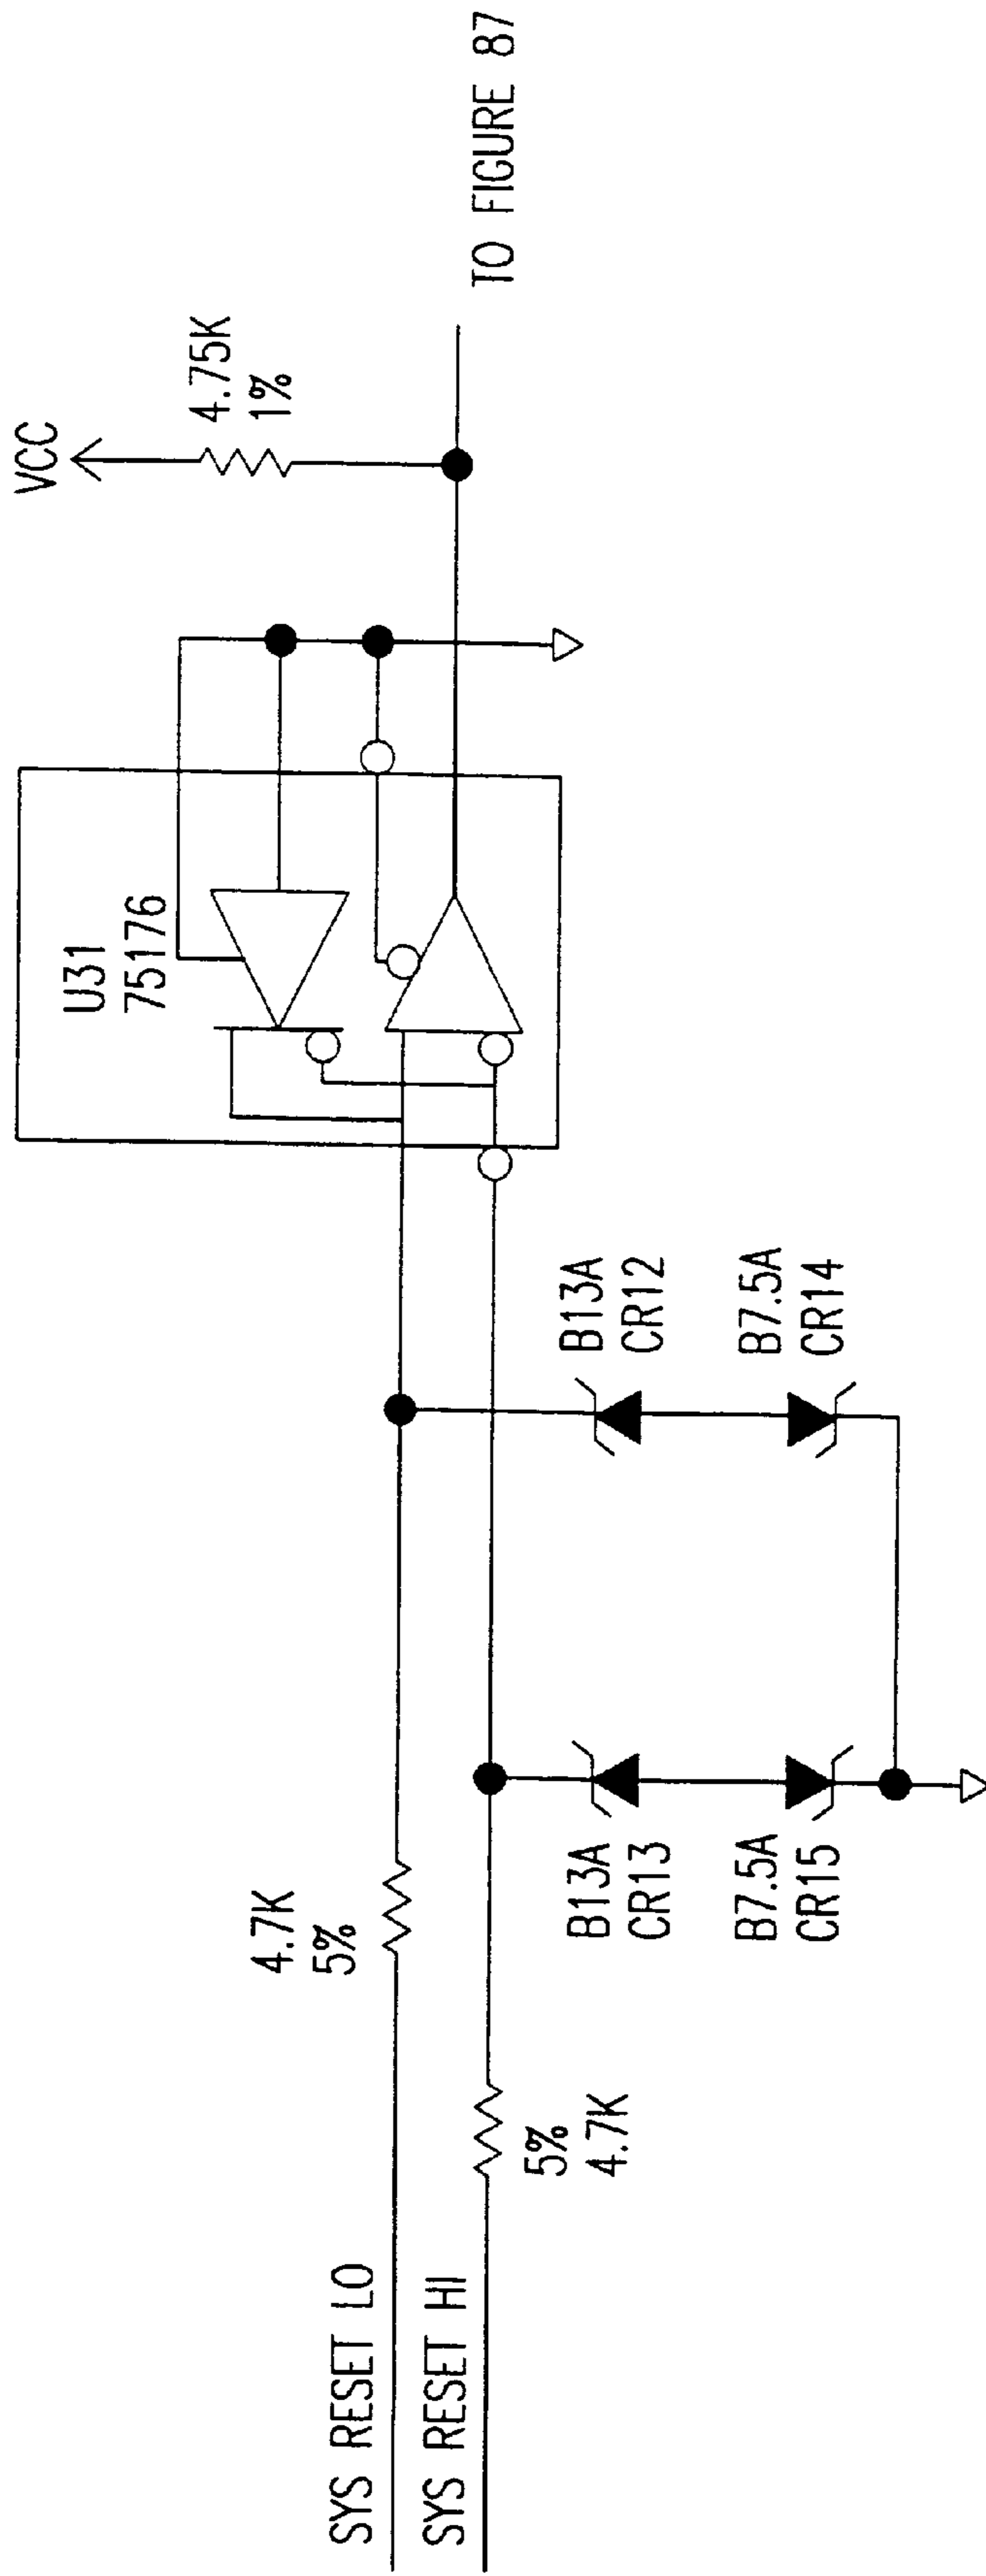 SYS RESET LO
SYS RESET HI
4.7K
5%
5%
4.7K
B13A
CR13
B7.5A
CR15
B13A
CR12
B7.5A
CR14
U31
75176
VCC
4.75K
1%
TO FIGURE 87